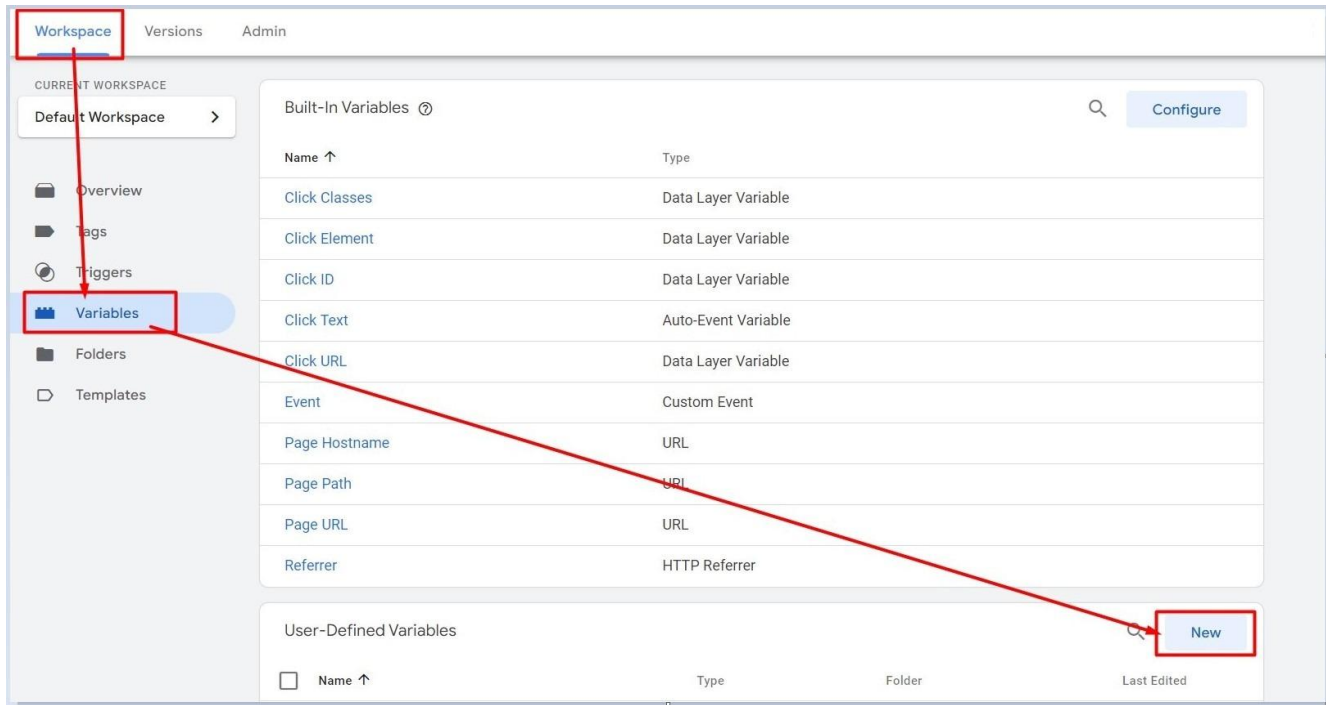 Workspace Versions Admin
CURRENT WORKSPACE
Default Workspace
Overview
Tags
Triggers
Variables
Folders
Templates
Built-In Variables
Configure
Name Type
Click Classes Data Layer Variable
Click Element Data Layer Variable
Click ID Data Layer Variable
Click Text Auto-Event Variable
Click URL Data Layer Variable
Event Custom Event
Page Hostname URL
Page Path URL
Page URL URL
Referrer HTTP Referrer
User-Defined Variables
New
Name Type Folder Last Edited